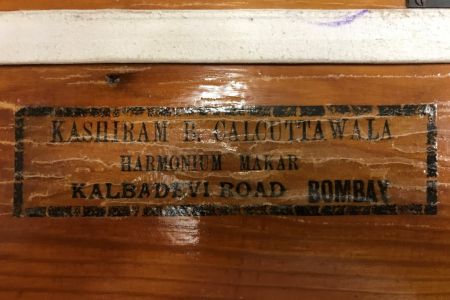 KASHIRAM B. CALCUTTAWALA
HARMONIUM MAKAR
KALBADEVI ROAD BOMBAY